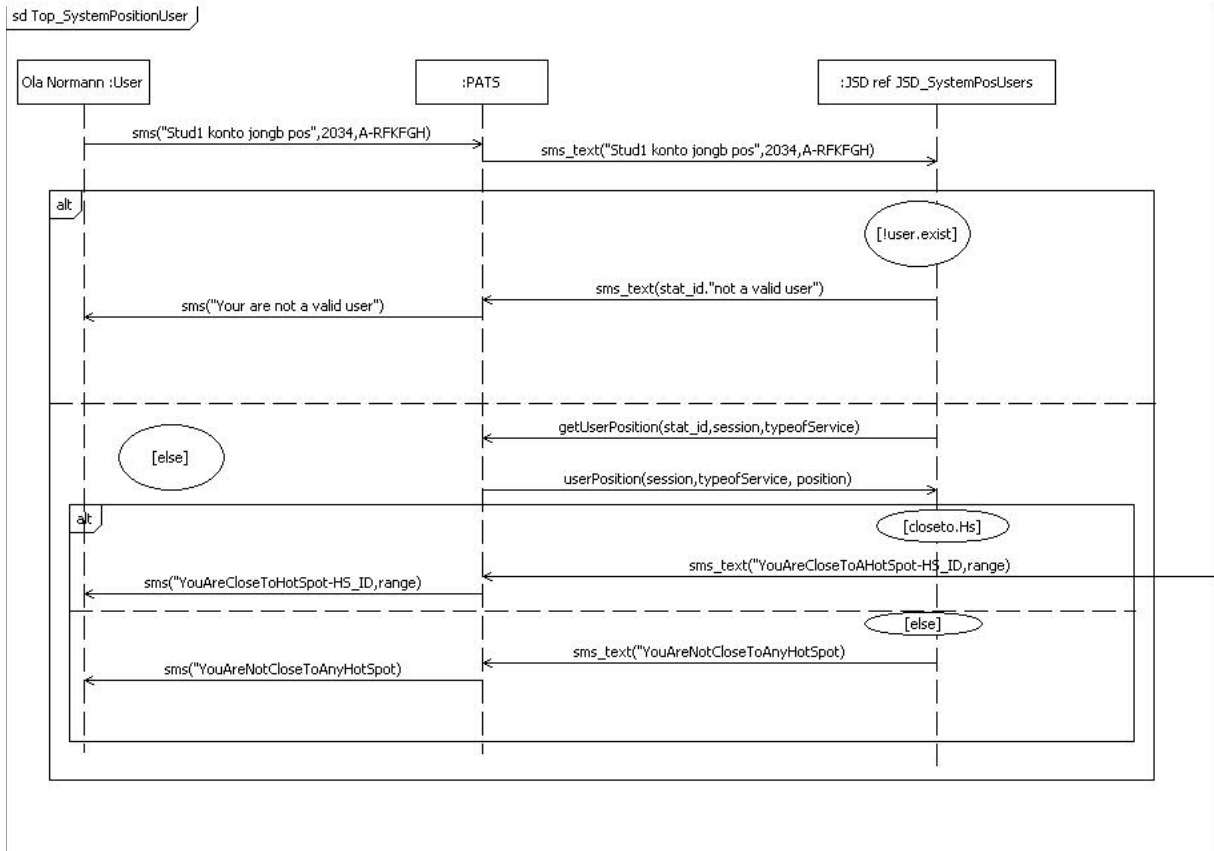 sd Top_SystemPositionUser
Ola Normann :User
:PATS
:JSD ref JSD_SystemPosUsers
sms("Stud1 konto jongb pos",2034,A-RFKFGH)
sms_text("Stud1 konto jongb pos",2034,A-RFKFGH)
alt
[!user.exist]
sms_text(stat_id."not a valid user")
sms("Your are not a valid user")
getUserPosition(stat_id,session,typeofService)
[else]
userPosition(session,typeofService, position)
alt
[closeto.Hs]
sms_text("YouAreCloseToAHotSpot-HS_ID,range)
sms("YouAreCloseToHotSpot-HS_ID,range)
[else]
sms_text("YouAreNotCloseToAnyHotSpot)
sms("YouAreNotCloseToAnyHotSpot)